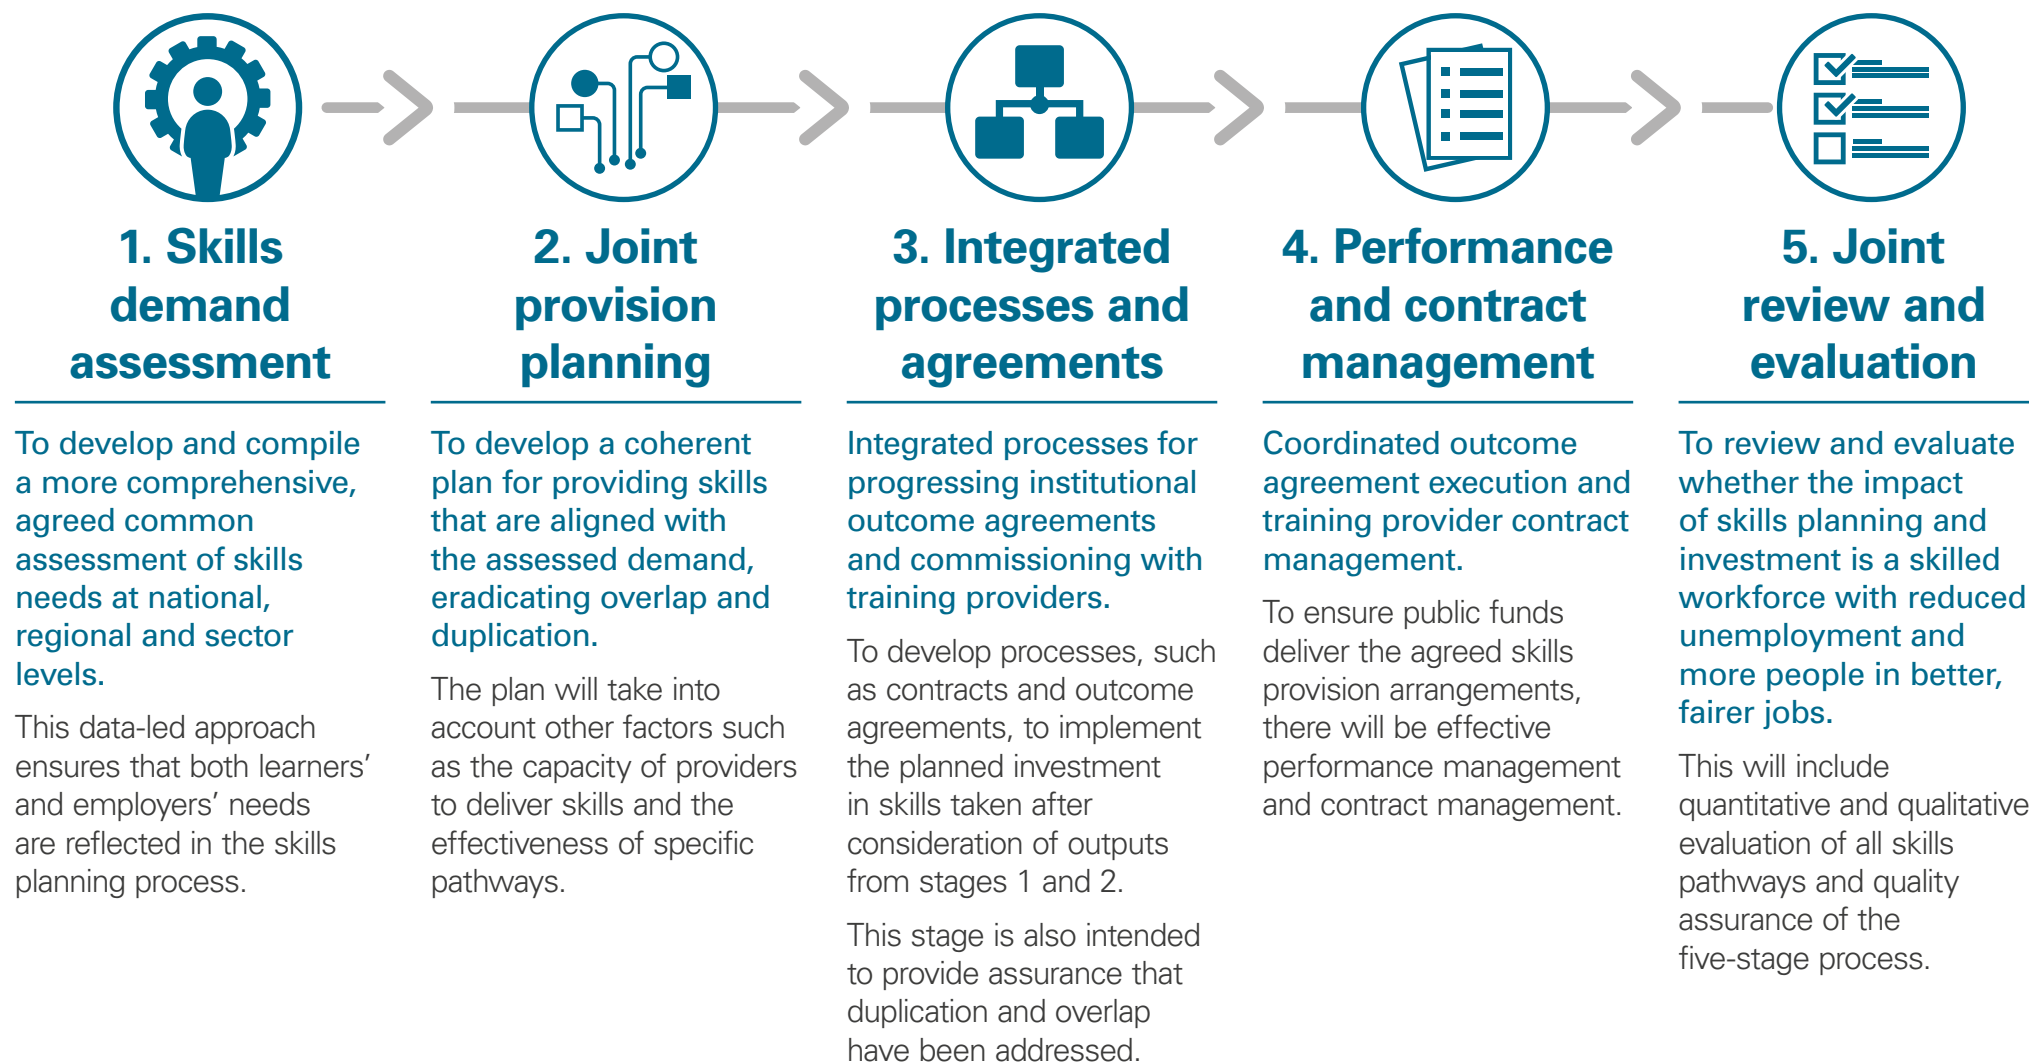 1. Skills
demand
assessment
To develop and compile
a more comprehensive,
agreed common
assessment of skills
needs at national,
regional and sector
levels.
This data-led approach
ensures that both learners’
and employers’ needs
are reflected in the skills
planning process.
2. Joint
provision
planning
To develop a coherent
plan for providing skills
that are aligned with
the assessed demand,
eradicating overlap and
duplication.
The plan will take into
account other factors such
as the capacity of providers
to deliver skills and the
effectiveness of specific
pathways.
3. Integrated
processes and
agreements
Integrated processes for
progressing institutional
outcome agreements
and commissioning with
training providers.
To develop processes, such
as contracts and outcome
agreements, to implement
the planned investment
in skills taken after
consideration of outputs
from stages 1 and 2.
This stage is also intended
to provide assurance that
duplication and overlap
have been addressed.
4. Performance
and contract
management
Coordinated outcome
agreement execution and
training provider contract
management.
To ensure public funds
deliver the agreed skills
provision arrangements,
there will be effective
performance management
and contract management.
5. Joint
review and
evaluation
To review and evaluate
whether the impact
of skills planning and
investment is a skilled
workforce with reduced
unemployment and
more people in better,
fairer jobs.
This will include
quantitative and qualitative
evaluation of all skills
pathways and quality
assurance of the
five-stage process.